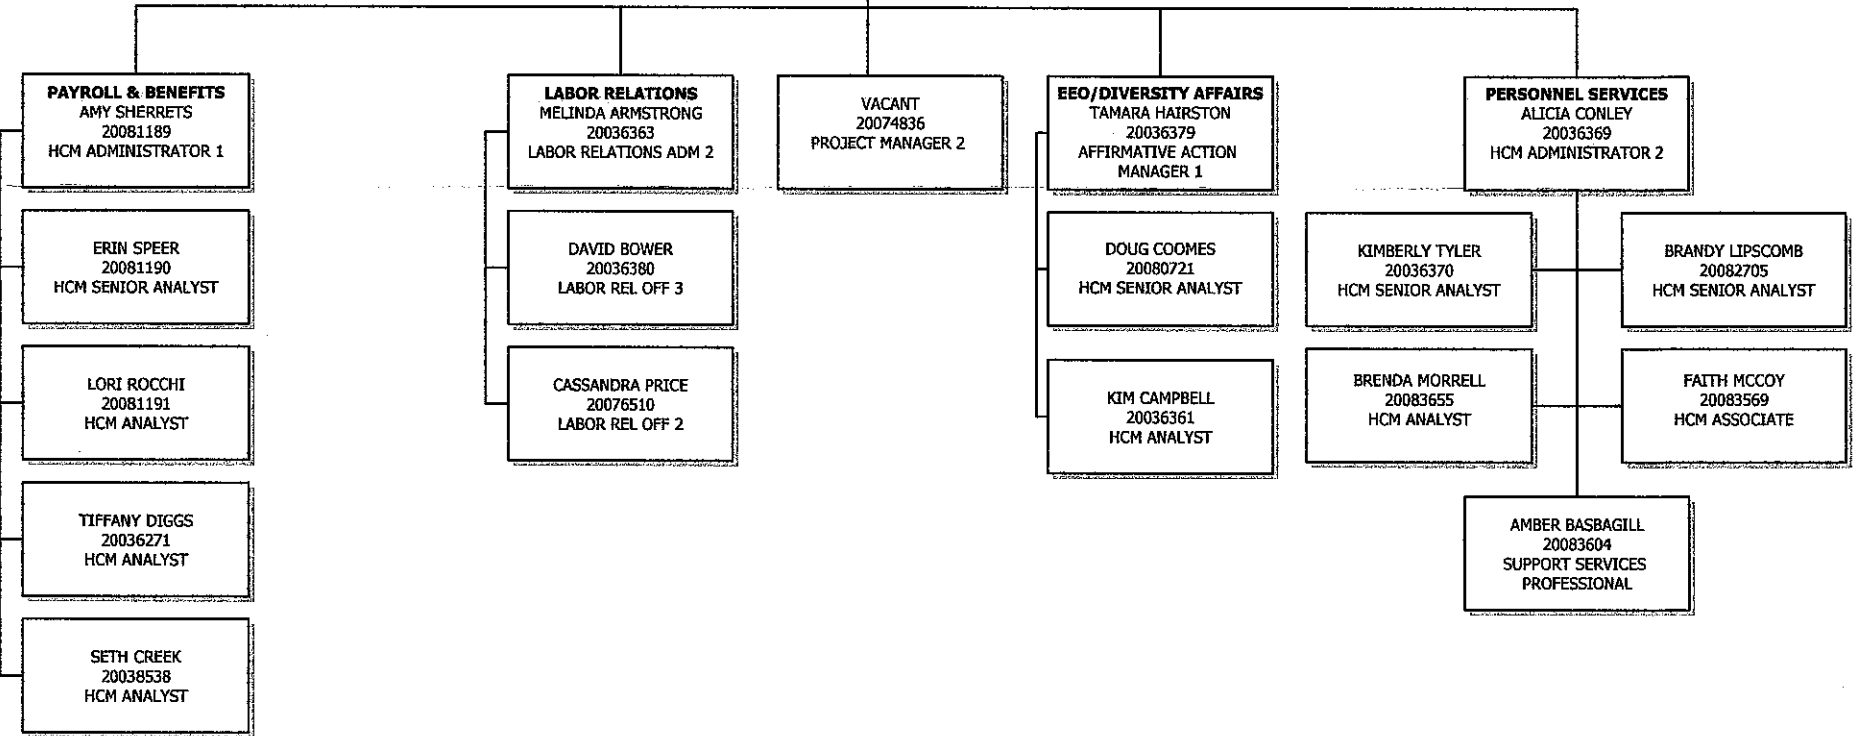 PAYROLL & BENEFITS
AMY SHERRETS
20081189
HCM ADMINISTRATOR 1
LABOR RELATIONS
MELINDA ARMSTRONG
20036363
LABOR RELATIONS ADM 2
VACANT
20074836
PROJECT MANAGER 2
EEO/DIVERSITY AFFAIRS
TAMARA HAIRSTON
20036379
AFFIRMATIVE ACTION
MANAGER 1
PERSONNEL SERVICES
ALICIA CONLEY
20036369
HCM ADMINISTRATOR 2
ERIN SPEER
20081190
HCM SENIOR ANALYST
DAVID BOWER
20036380
LABOR REL OFF 3
DOUG COOMES
20080721
HCM SENIOR ANALYST
KIMBERLY TYLER
20036370
HCM SENIOR ANALYST
BRANDY LIPSCOMB
20082705
HCM SENIOR ANALYST
LORI ROCCHI
20081191
HCM ANALYST
CASSANDRA PRICE
20076510
LABOR REL OFF 2
KIM CAMPBELL
20036361
HCM ANALYST
BRENDA MORRELL
20083655
HCM ANALYST
FAITH MCCOY
20083569
HCM ASSOCIATE
TIFFANY DIGGS
20036271
HCM ANALYST
AMBER BASBAGILL
20083604
SUPPORT SERVICES
PROFESSIONAL
SETH CREEK
20038538
HCM ANALYST